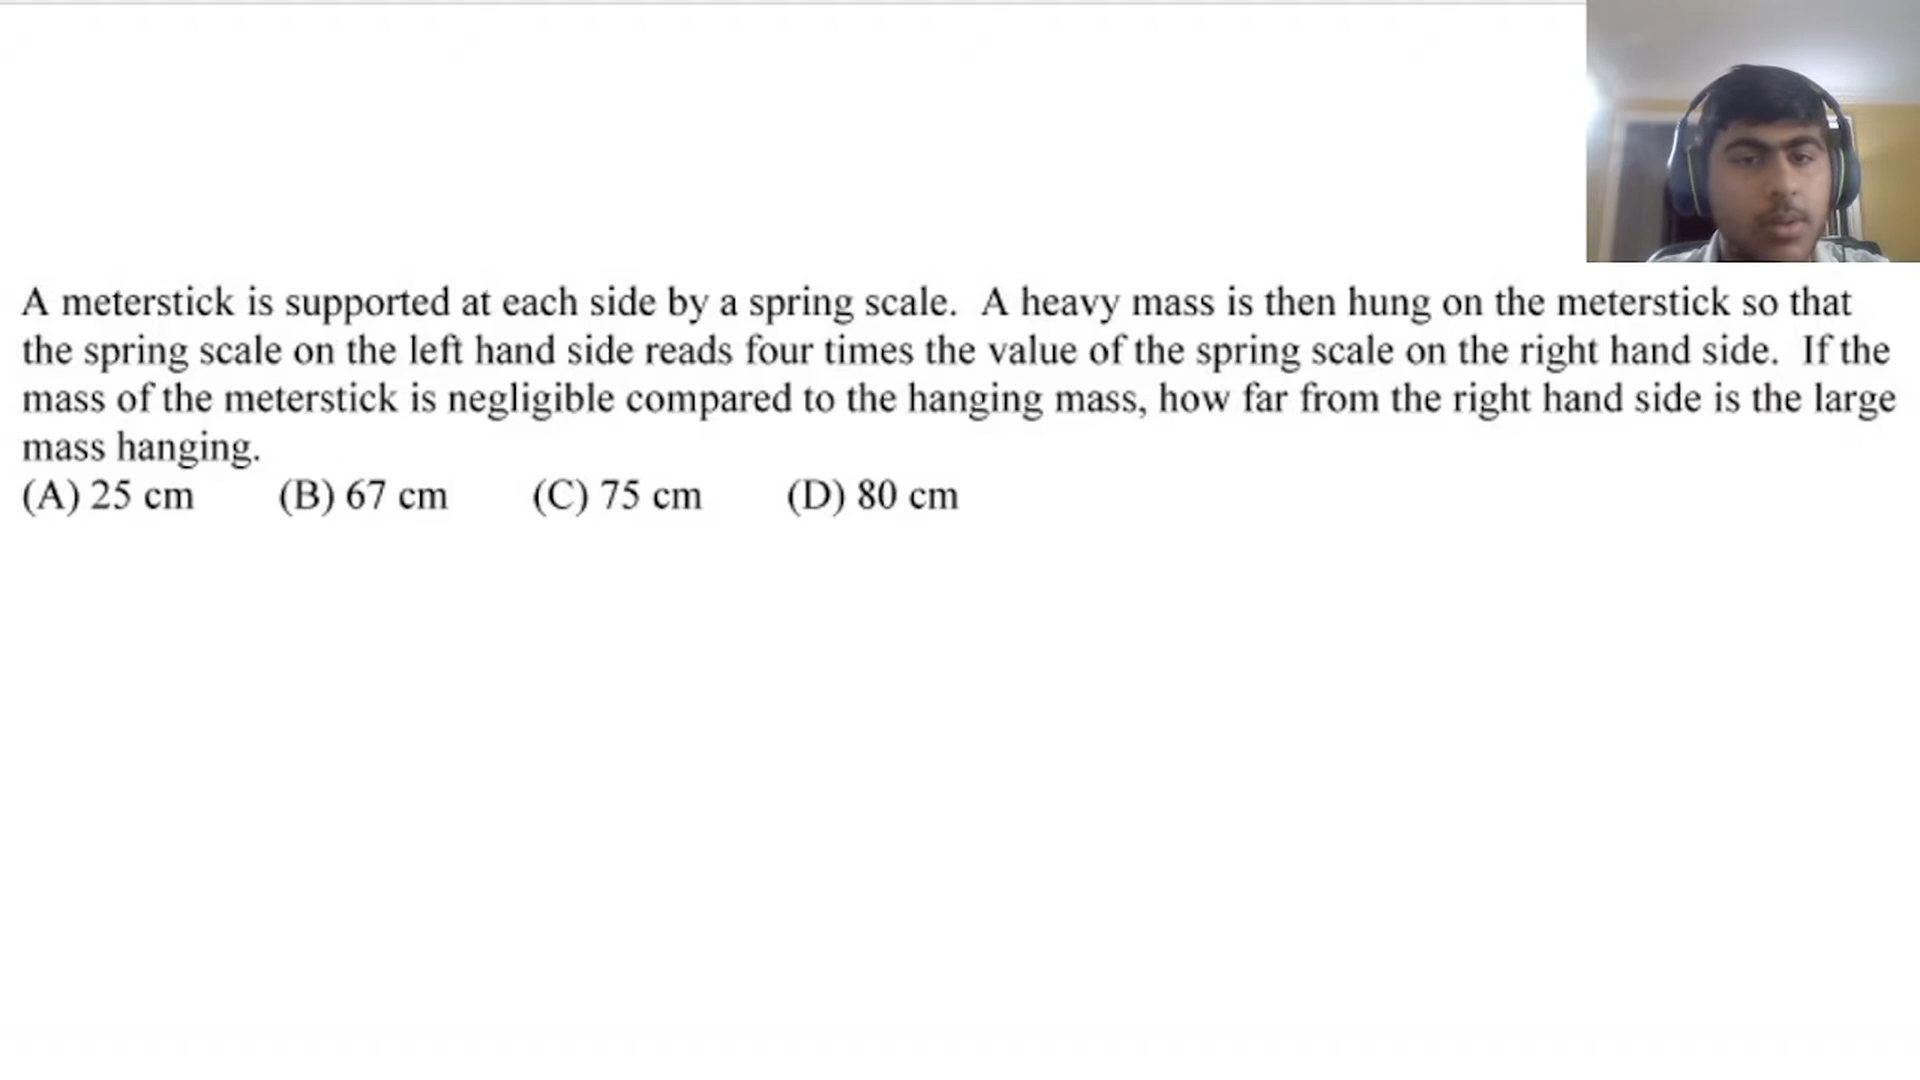 A meterstick is supported at each side by a spring scale.  A heavy mass is then hung on the meterstick so that
the spring scale on the left hand side reads four times the value of the spring scale on the right hand side.  If the
mass of the meterstick is negligible compared to the hanging mass, how far from the right hand side is the large
mass hanging.
(A) 25 cm (B) 67 cm (C) 75 cm (D) 80 cm